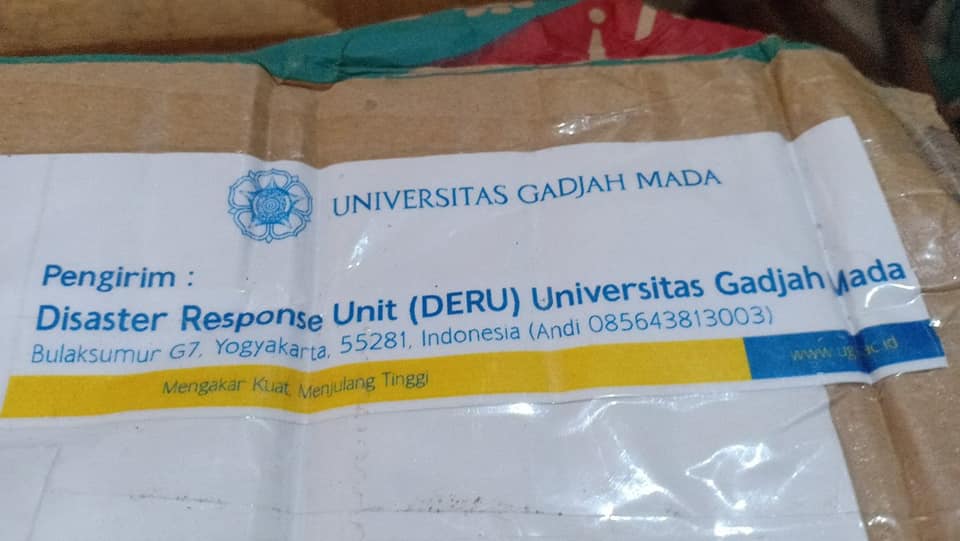 UNIVERSITAS GADJAH MADA
Pengirim :
Disaster Response Unit (DERU) Universitas Gadjah Mada
Bulaksumur G7, Yogyakarta, 55281, Indonesia (Andi 085643813003)
Mengakar Kuat Menjulang Tinggi